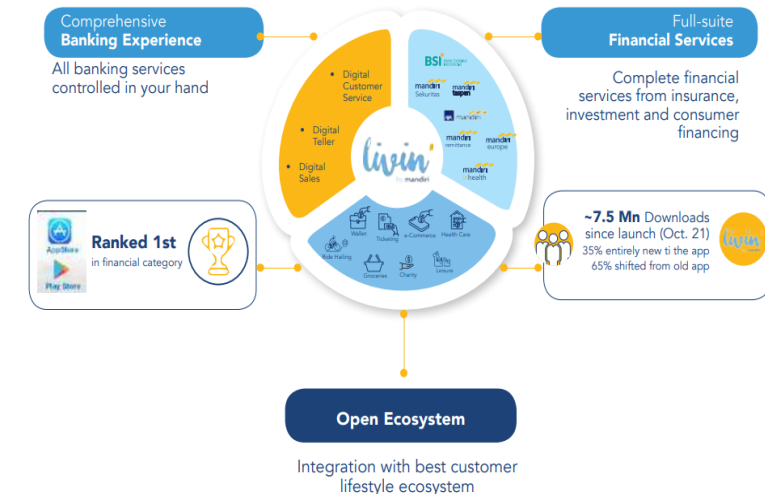 Comprehensive
Banking Experience
All banking services
controlled in your hand
Full-suite
Financial Services
Complete financial
services from insurance,
investment and consumer
financing
• Digital
Customer
Service
• Digital
Teller
• Digital
Sales
BSI
mandiri
Sekuritas
mandiri
taspen
AXA mandiri
mandiri
remittance
mandiri
europe
mandiri
inhealth
livin'
by mandiri
Wallet
Ticketing
e-Commerce
Health Care
Ride Hailing
Groceries
Charity
Leisure
AppStore
Play Store
Ranked 1st
in financial category
~7.5 Mn Downloads
since launch (Oct. 21)
35% entirely new ti the app
65% shifted from old app
livin'
Open Ecosystem
Integration with best customer
lifestyle ecosystem